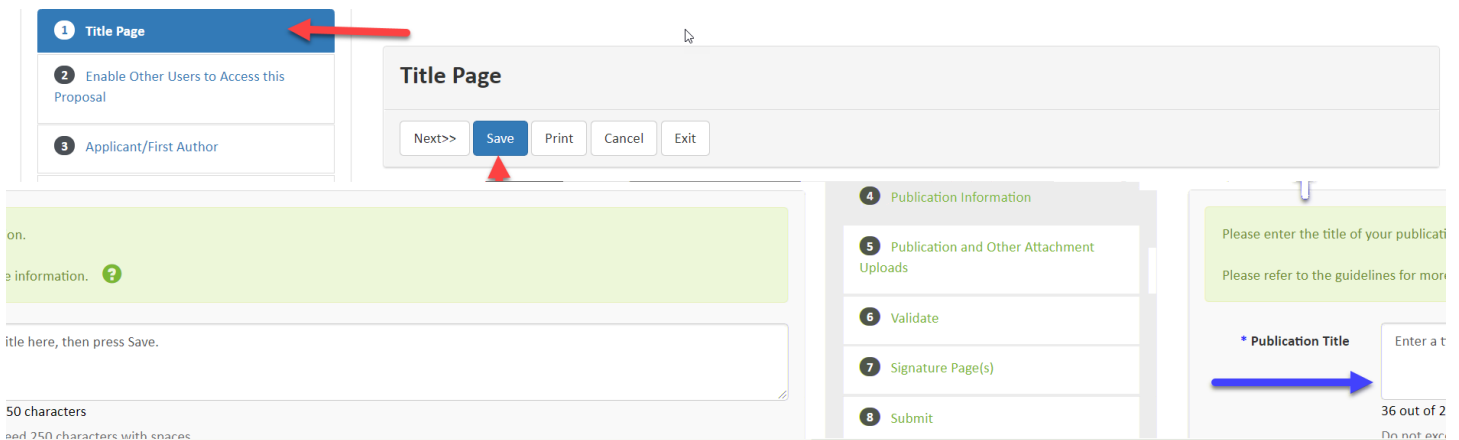 1 Title Page
2 Enable Other Users to Access this
Proposal
3 Applicant/First Author
Title Page
Next>> Save Print Cancel Exit
on.
e information. ?
itle here, then press Save.
50 characters
eed 250 characters with spaces
4 Publication Information
5 Publication and Other Attachment
Uploads
6 Validate
7 Signature Page(s)
8 Submit
Please enter the title of your publicati
Please refer to the guidelines for more
* Publication Title
Enter a t
36 out of 2
Do not exc